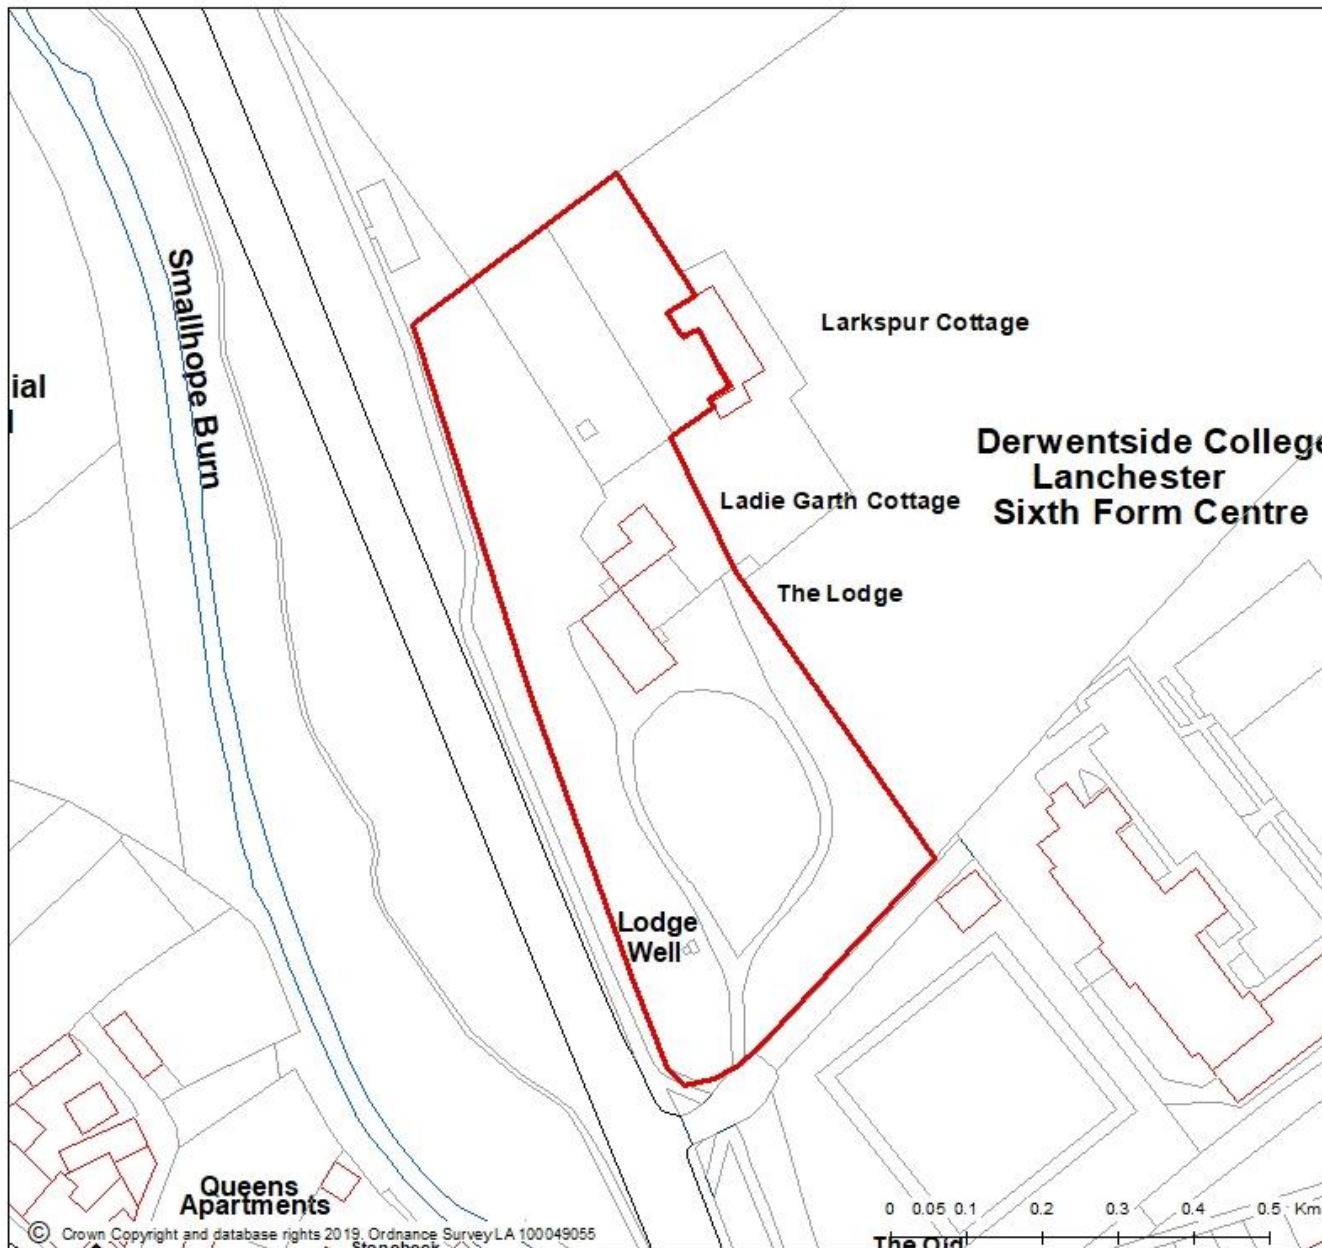 Smallhope Burn
ial
Larkspur Cottage
Derwentside College
Lanchester
Sixth Form Centre
Ladie Garth Cottage
The Lodge
Lodge
Well
Queens
Apartments
0 0.05 0.1 0.2 0.3 0.4 0.5 Km
© Crown Copyright and database rights 2019. Ordnance Survey LA 100049055
The Old